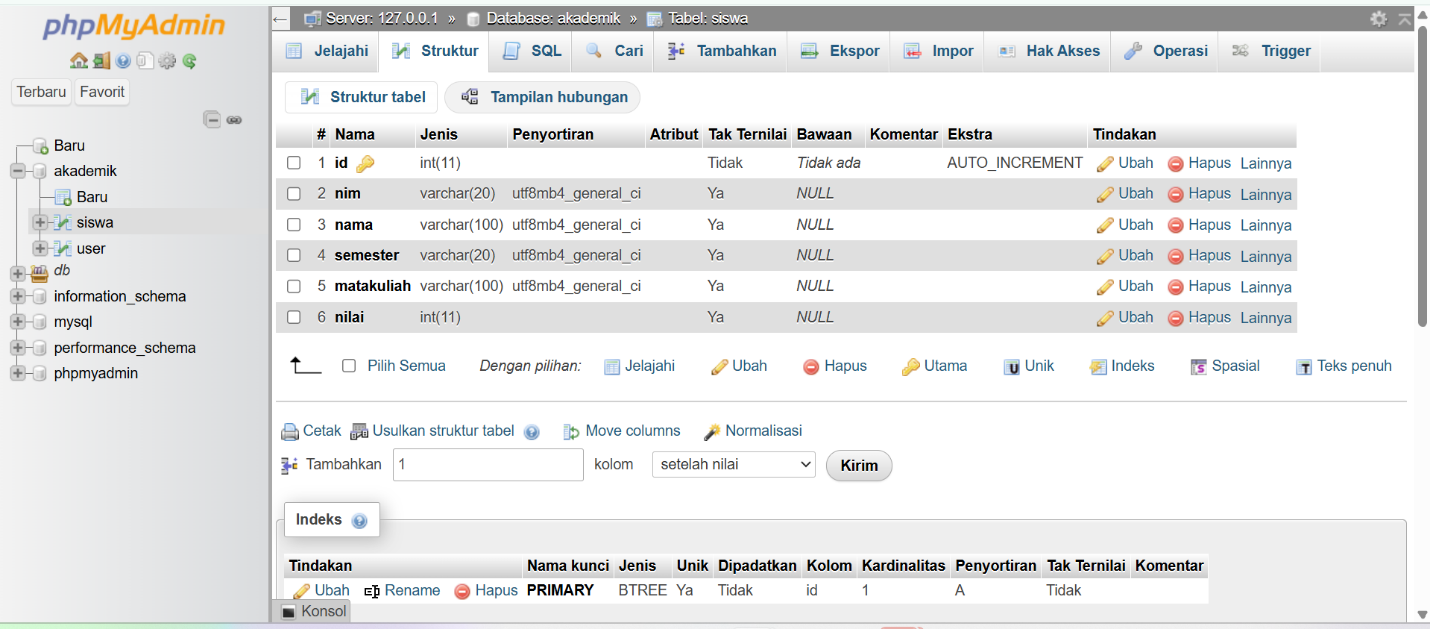 phpMyAdmin
Terbaru Favorit
Baru
akademik
Baru
siswa
user
db
information_schema
mysql
performance_schema
phpmyadmin
Server: 127.0.0.1 » Database: akademik » Tabel: siswa
Jelajahi Struktur SQL Cari Tambahkan Ekspor Impor Hak Akses Operasi Trigger
Struktur tabel Tampilan hubungan
# Nama Jenis Penyortiran Atribut Tak Ternilai Bawaan Komentar Ekstra Tindakan
1 id int(11) Tidak Tidak ada AUTO_INCREMENT Ubah Hapus Lainnya
2 nim varchar(20) utf8mb4_general_ci Ya NULL Ubah Hapus Lainnya
3 nama varchar(100) utf8mb4_general_ci Ya NULL Ubah Hapus Lainnya
4 semester varchar(20) utf8mb4_general_ci Ya NULL Ubah Hapus Lainnya
5 matakuliah varchar(100) utf8mb4_general_ci Ya NULL Ubah Hapus Lainnya
6 nilai int(11) Ya NULL Ubah Hapus Lainnya
Pilih Semua Dengan pilihan: Jelajahi Ubah Hapus Utama Unik Indeks Spasial Teks penuh
Cetak Usulkan struktur tabel Move columns Normalisasi
Tambahkan 1 kolom setelah nilai Kirim
Indeks
Tindakan Nama kunci Jenis Unik Dipadatkan Kolom Kardinalitas Penyortiran Tak Ternilai Komentar
Ubah Rename Hapus PRIMARY BTREE Ya Tidak id 1 A Tidak
Konsol